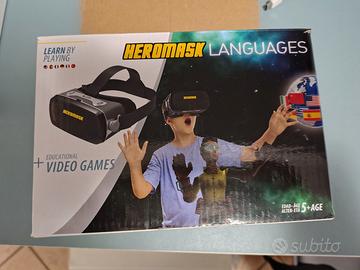 LEARN BY
PLAYING
HEROMASK LANGUAGES
HEROMASK
+ EDUCATIONAL
VIDEO GAMES
5+ AGE
subito